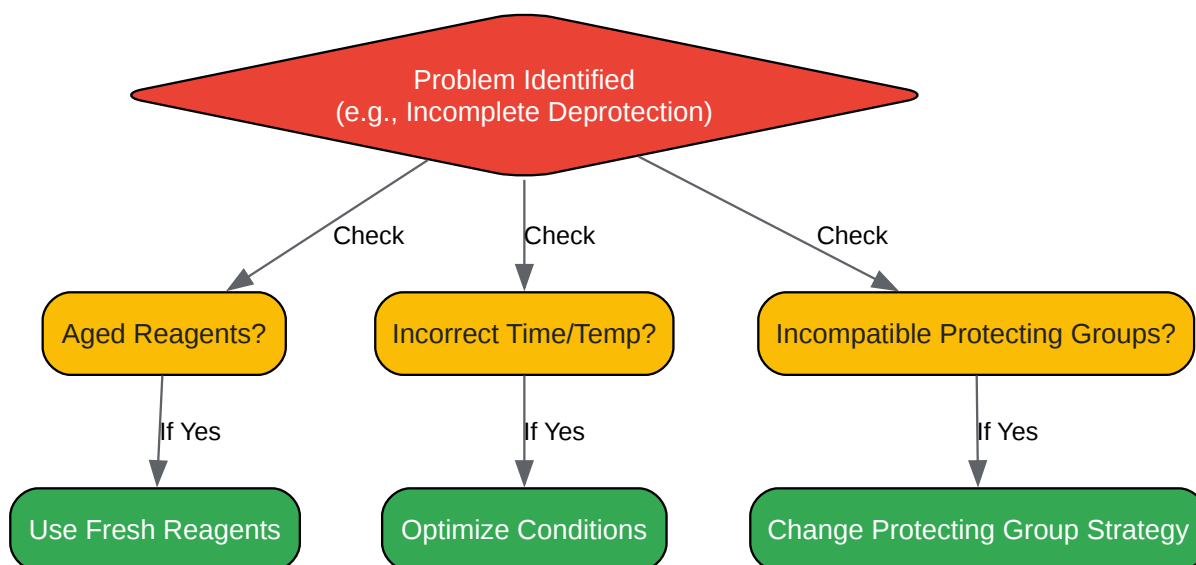 Problem Identified
(e.g., Incomplete Deprotection)
Check
Check
Check
Aged Reagents?
Incorrect Time/Temp?
Incompatible Protecting Groups?
If Yes
If Yes
If Yes
Use Fresh Reagents
Optimize Conditions
Change Protecting Group Strategy